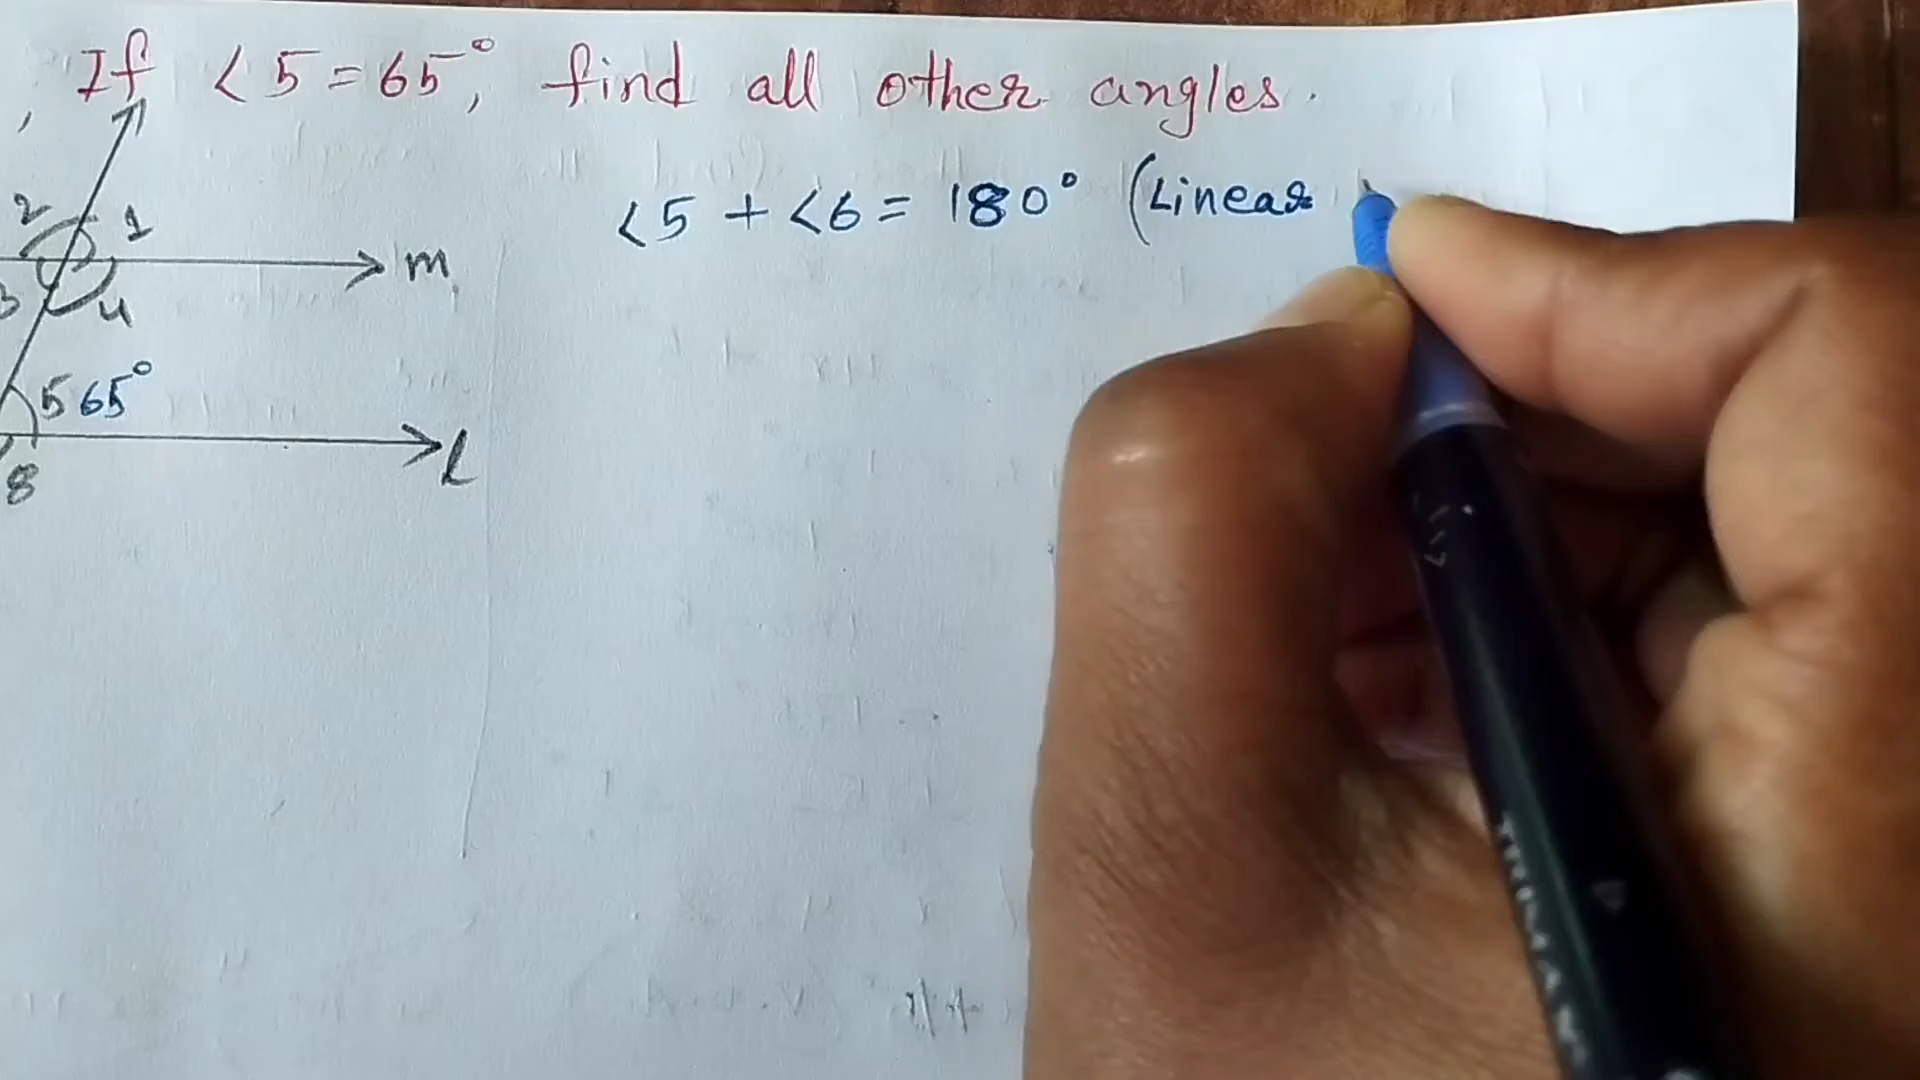 , If <5=65°, find all other angles.
<5 + <6 = 180° (Linear
2
1
m
3
4
5 65°
l
8